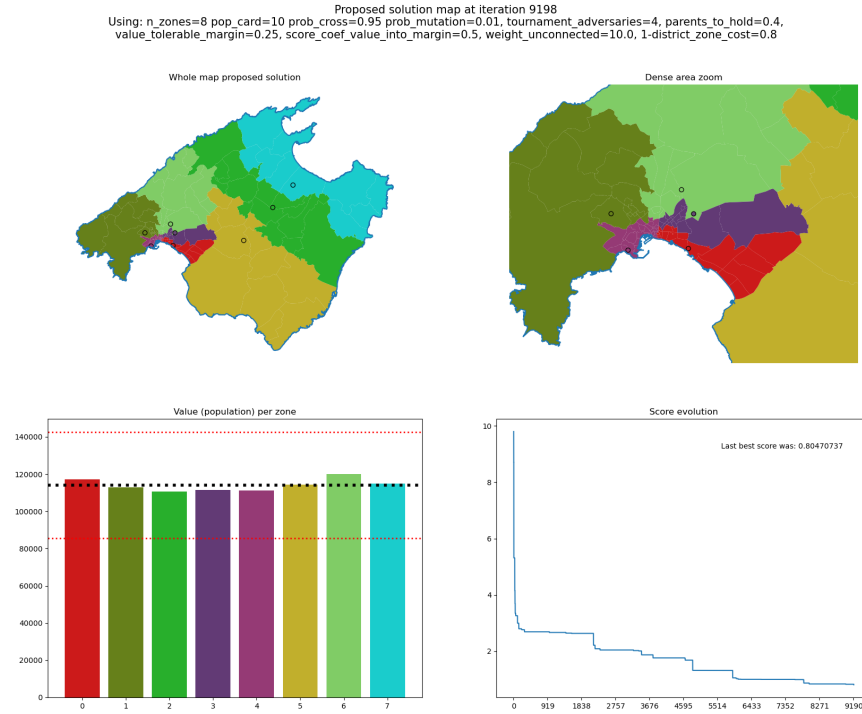 Proposed solution map at iteration 9198
Using: n_zones=8 pop_card=10 prob_cross=0.95 prob_mutation=0.01, tournament_adversaries=4, parents_to_hold=0.4,
value_tolerable_margin=0.25, score_coef_value_into_margin=0.5, weight_unconnected=10.0, 1-district_zone_cost=0.8
Whole map proposed solution
Dense area zoom
Value (population) per zone
140000
120000
100000
80000
60000
40000
20000
0
0 1 2 3 4 5 6 7
Score evolution
Last best score was: 0.80470737
10
8
6
4
2
0 919 1838 2757 3676 4595 5514 6433 7352 8271 9190